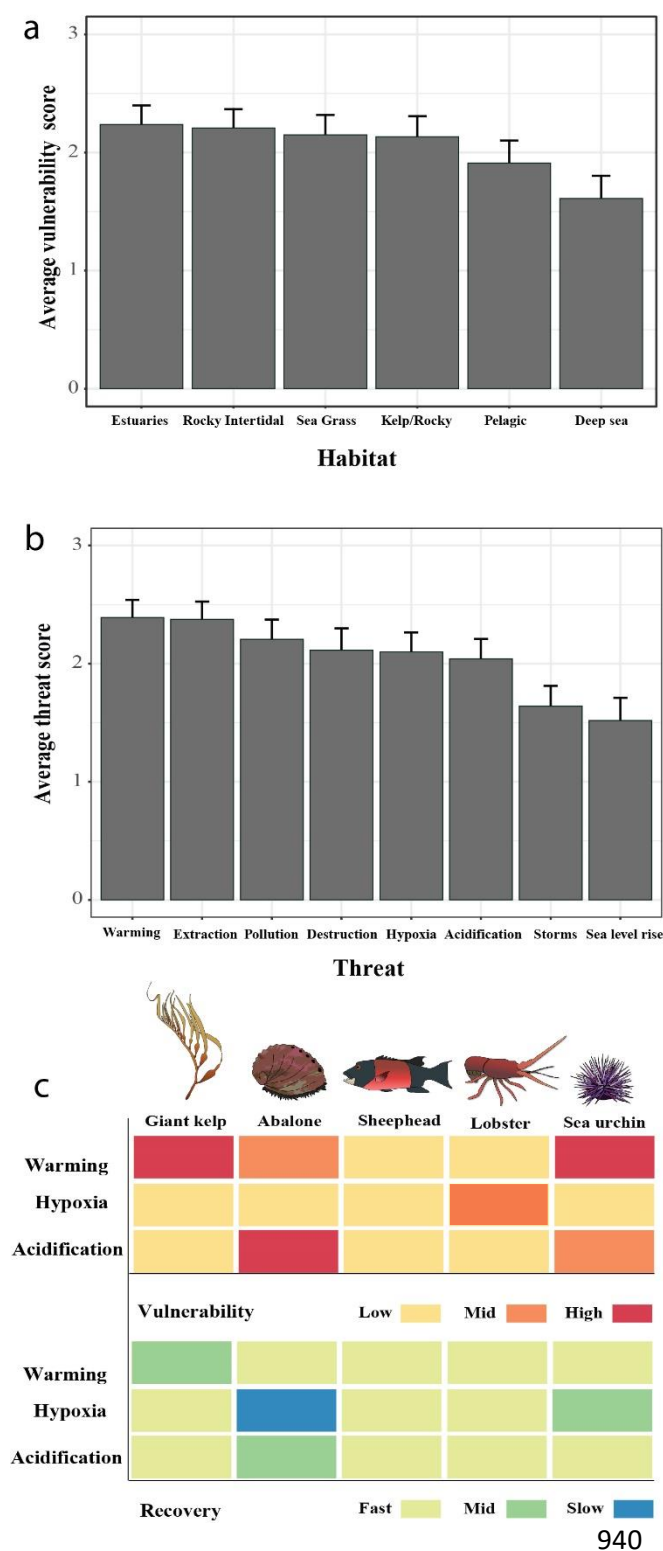 a
3
2
1
0
Average vulnerability score
Estuaries Rocky Intertidal Sea Grass Kelp/Rocky Pelagic Deep sea
Habitat
b
3
2
1
0
Average threat score
Warming Extraction Pollution Destruction Hypoxia Acidification Storms Sea level rise
Threat
c
Giant kelp Abalone Sheephead Lobster Sea urchin
Warming
Hypoxia
Acidification
Vulnerability Low Mid High
Warming
Hypoxia
Acidification
Recovery Fast Mid Slow
940